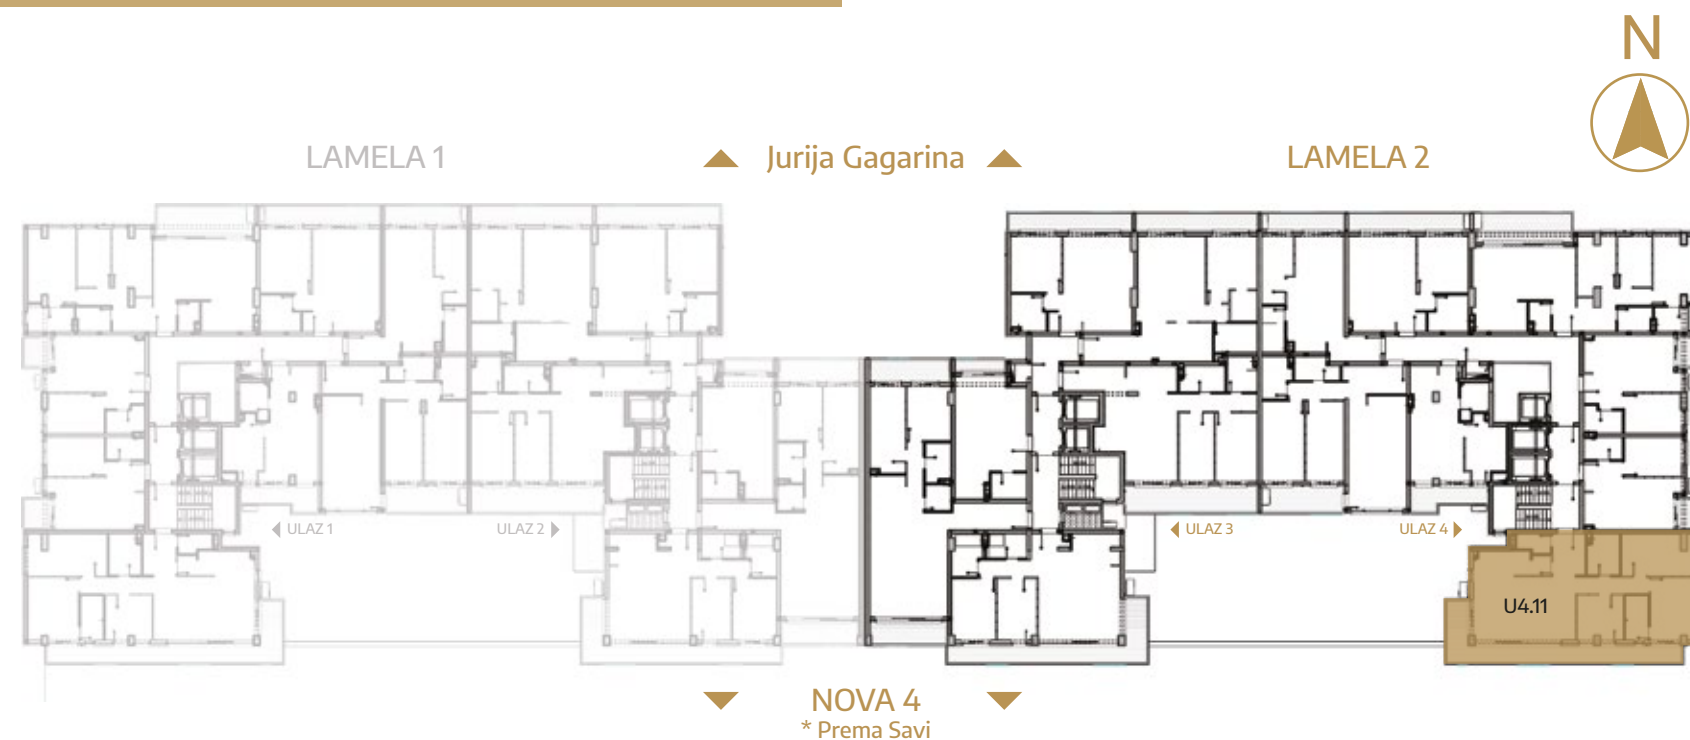 N
LAMELA 1
Jurija Gagarina
LAMELA 2
ULAZ 1
ULAZ 2
ULAZ 3
ULAZ 4
U4.11
NOVA 4
* Prema Savi